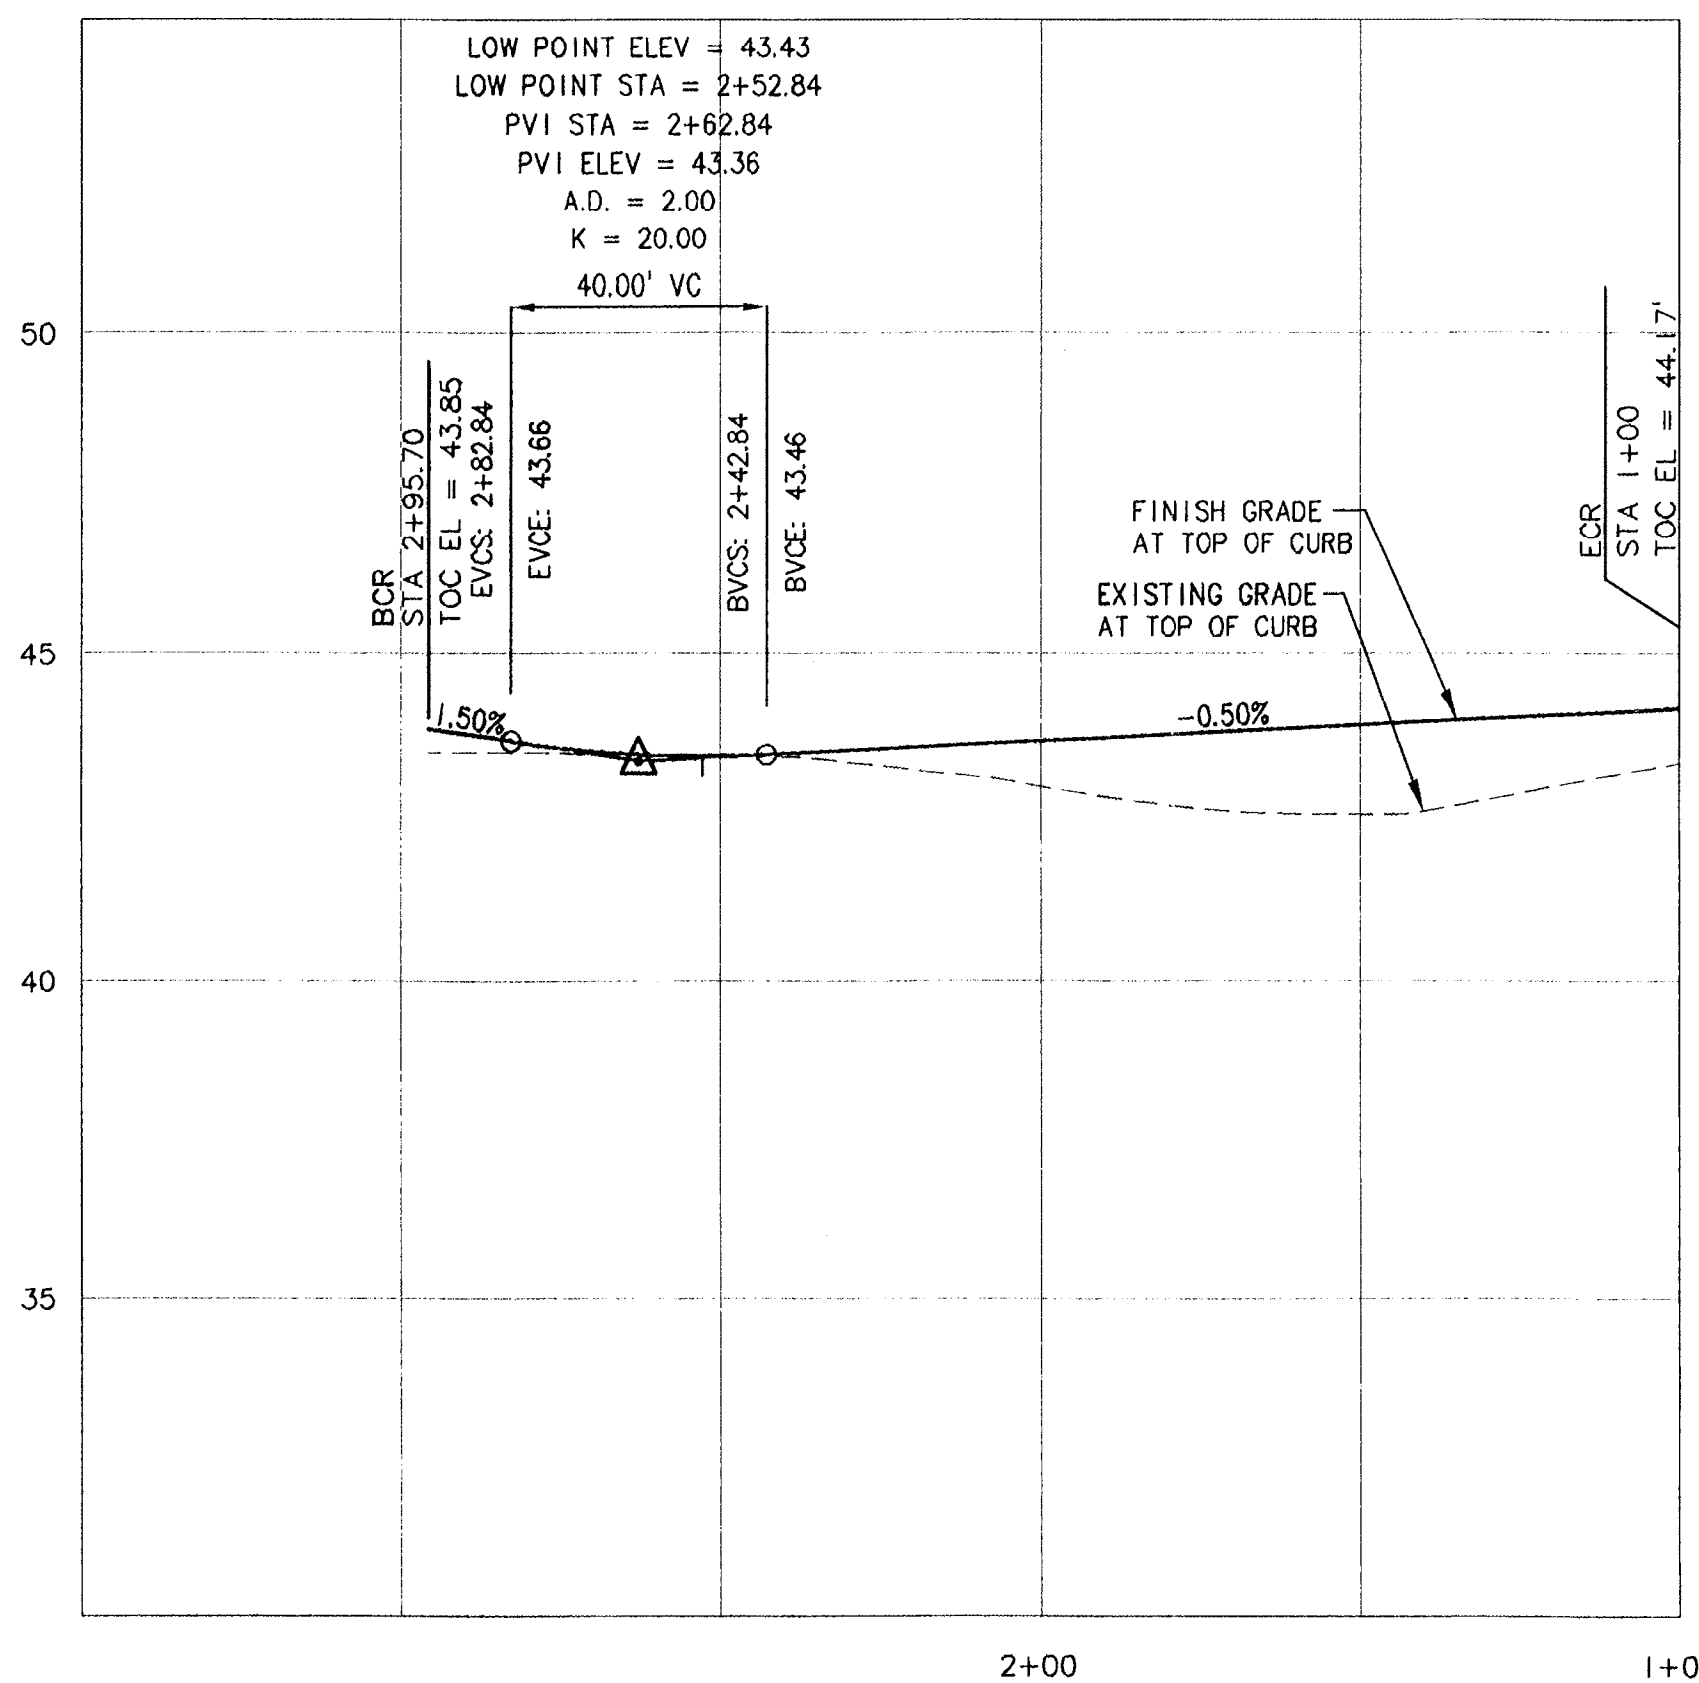 LOW POINT ELEV = 43.43
LOW POINT STA = 2+52.84
PVI STA = 2+62.84
PVI ELEV = 43.36
A.D. = 2.00
K = 20.00
40.00' VC
50
45
40
35
BCR
STA 2+95.70
TOC EL = 43.85
EVCS: 2+82.84
EVCE: 43.66
BVCS: 2+42.84
BVCE: 43.46
FINISH GRADE
AT TOP OF CURB
EXISTING GRADE
AT TOP OF CURB
ECR
STA 1+00
TOC EL = 44.17'
1.50%
-0.50%
2+00
1+0